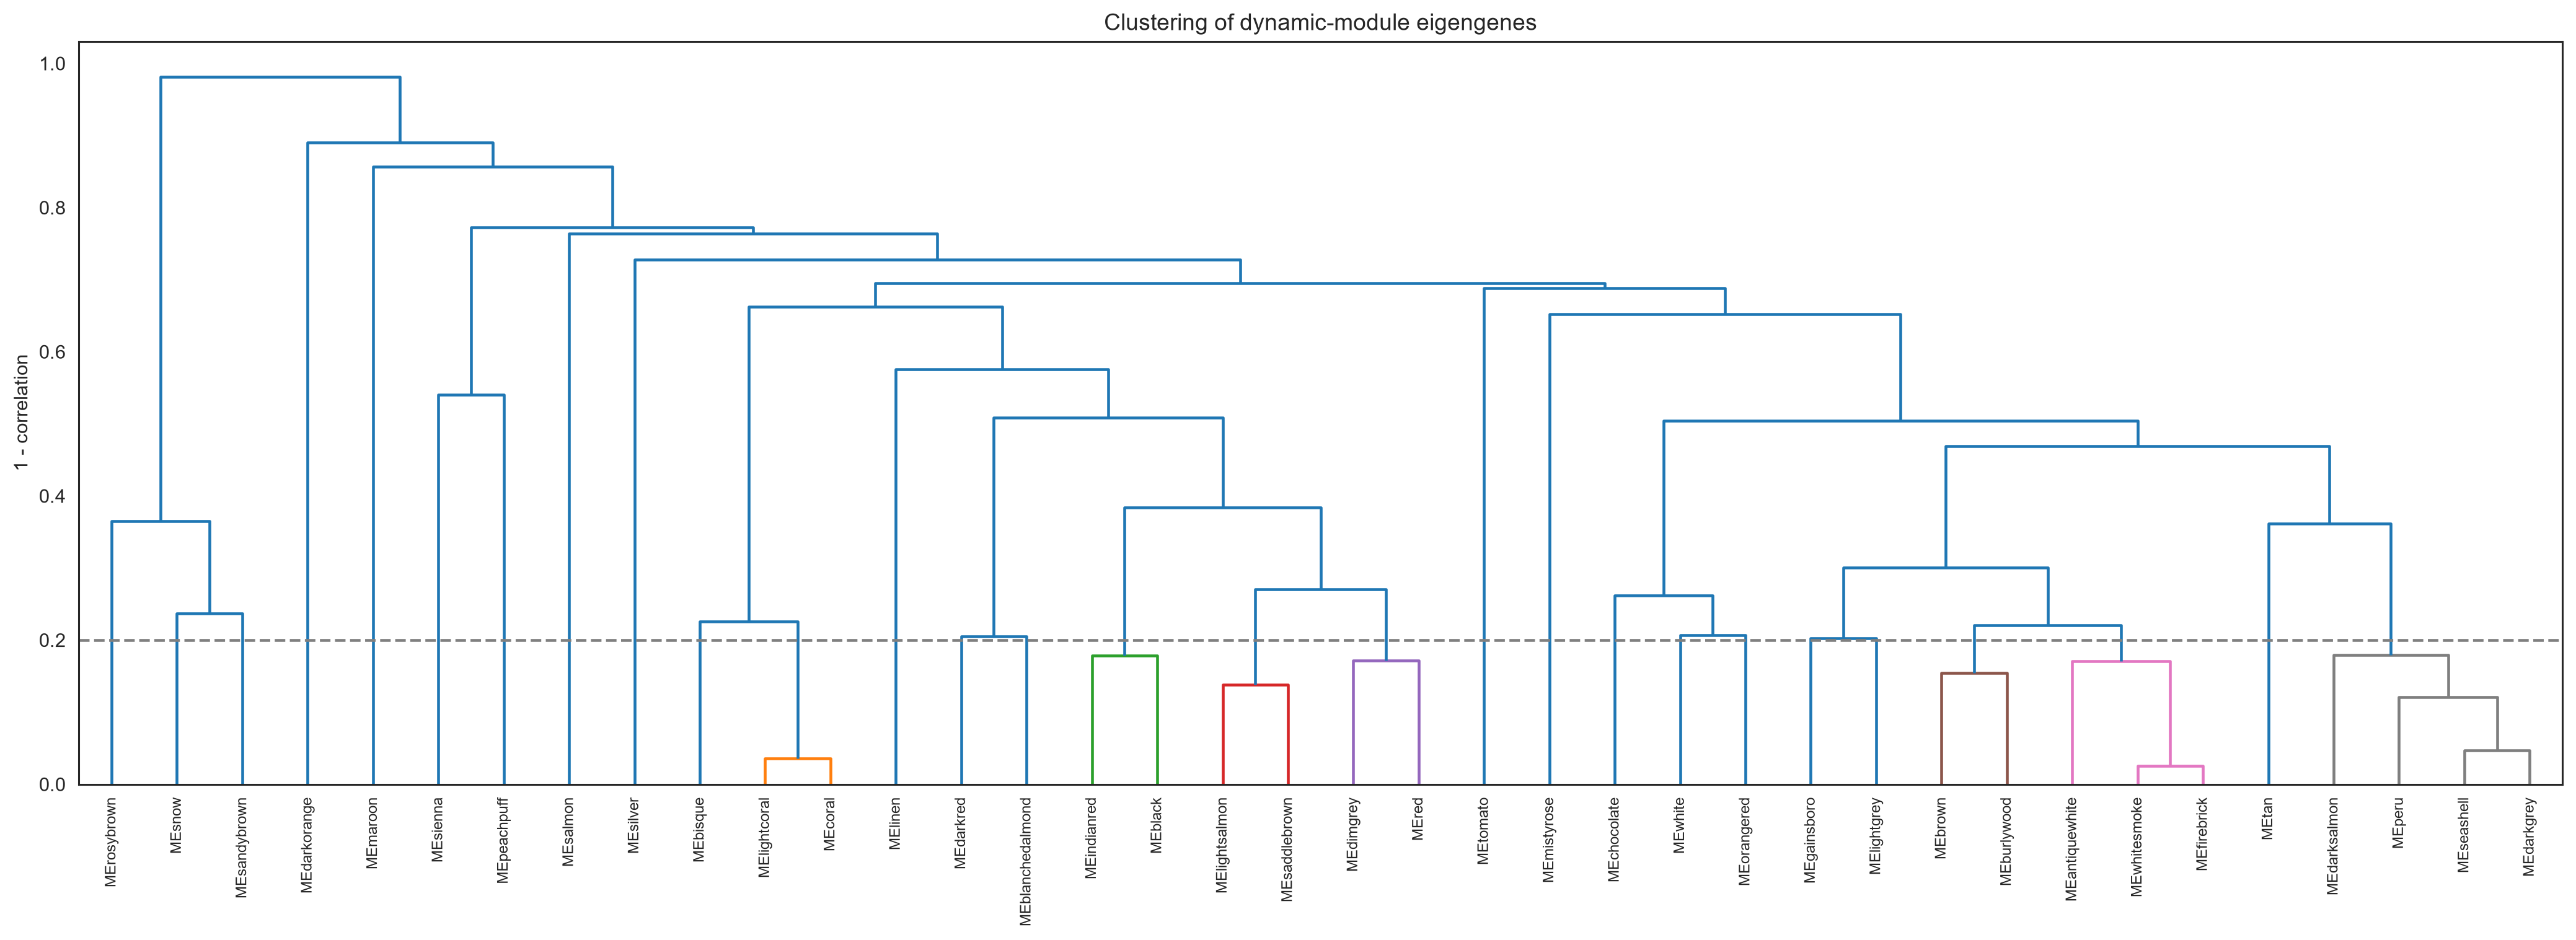 Clustering of dynamic-module eigengenes
1 - correlation
1.0
0.8
0.6
0.4
0.2
0.0
MErosybrown
MEsnow
MEsandybrown
MEdarkorange
MEmaroon
MEsienna
MEpeachpuff
MEsalmon
MEsilver
MEbisque
MElightcoral
MEcoral
MElinen
MEdarkred
MEblanchedalmond
MEindianred
MEblack
MElightsalmon
MEsaddlebrown
MEdimgrey
MEred
MEtomato
MEmistyrose
MEchocolate
MEwhite
MEorangered
MEgainsboro
MElightgrey
MEbrown
MEburlywood
MEantiquewhite
MEwhitesmoke
MEfirebrick
MEtan
MEdarksalmon
MEperu
MEseashell
MEdarkgrey